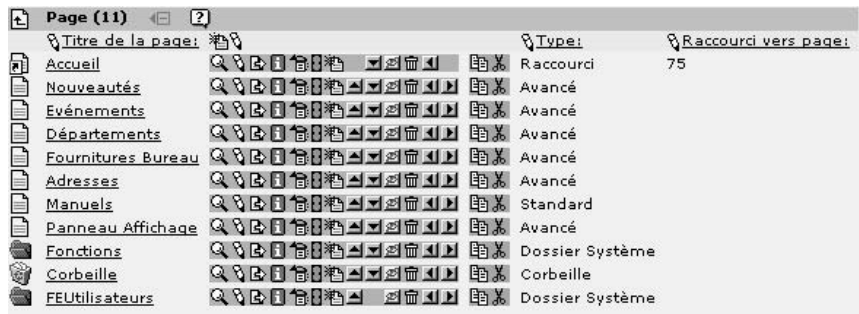 Page (11) ?
Titre de la page: Type: Raccourci vers page:
Accueil Raccourci 75
Nouveautés Avancé
Evénements Avancé
Départements Avancé
Fournitures Bureau Avancé
Adresses Avancé
Manuels Standard
Panneau Affichage Avancé
Fonctions Dossier Système
Corbeille Corbeille
FEUtilisateurs Dossier Système